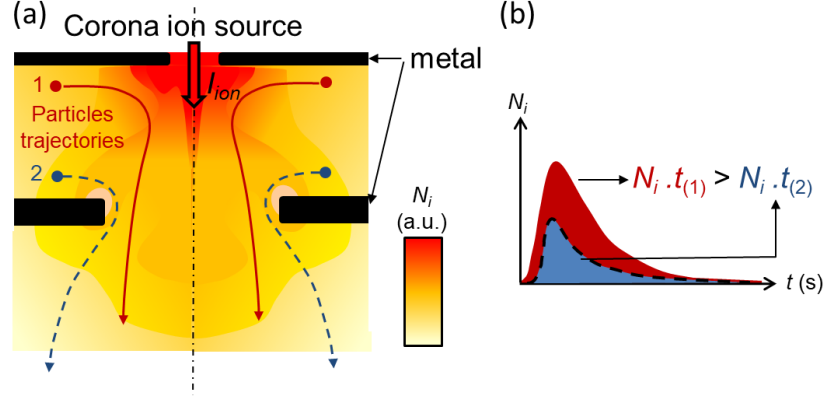 (a)
Corona ion source
metal
I_ion
1
Particles
trajectories
2
N_i
(a.u.)
(b)
N_i
N_i .t_(1) > N_i .t_(2)
t (s)